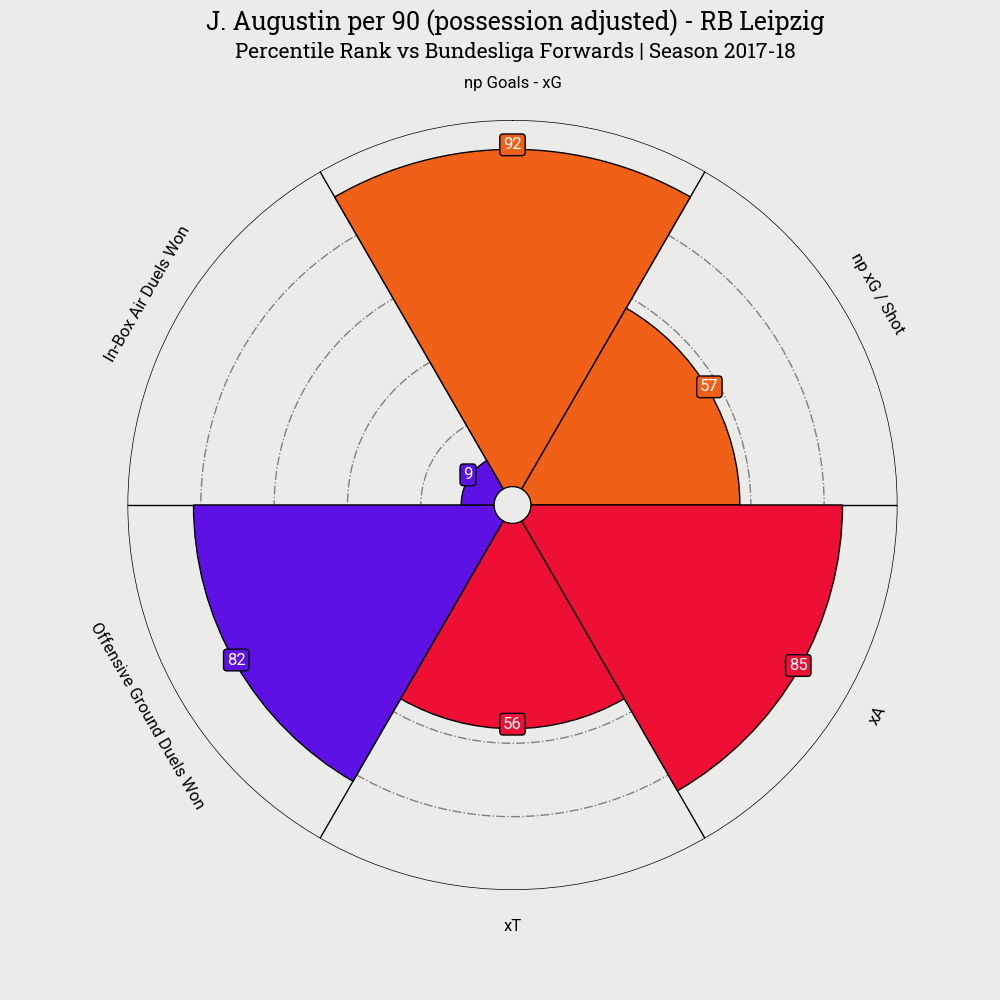 J. Augustin per 90 (possession adjusted) - RB Leipzig
Percentile Rank vs Bundesliga Forwards | Season 2017-18
np Goals - xG
92
In-Box Air Duels Won
np xG / Shot
57
9
82
85
56
Offensive Ground Duels Won
xA
xT